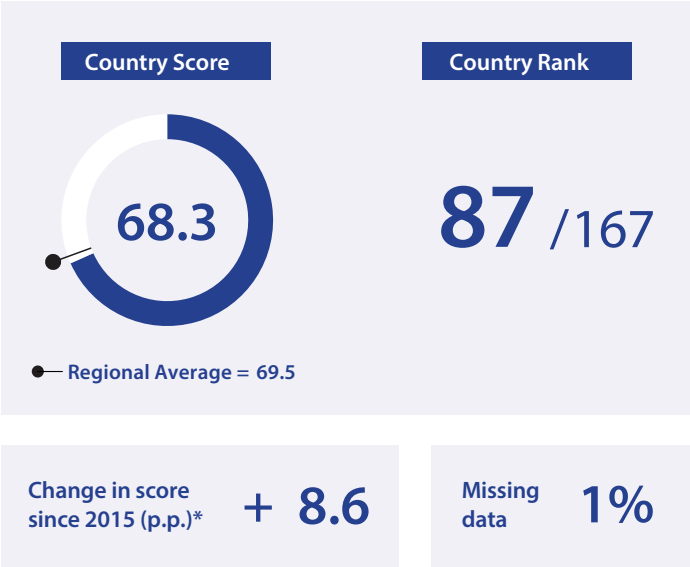 Country Score
Country Rank
68.3
87 / 167
Regional Average = 69.5
Change in score
since 2015 (p.p.)*
+ 8.6
Missing
data
1%